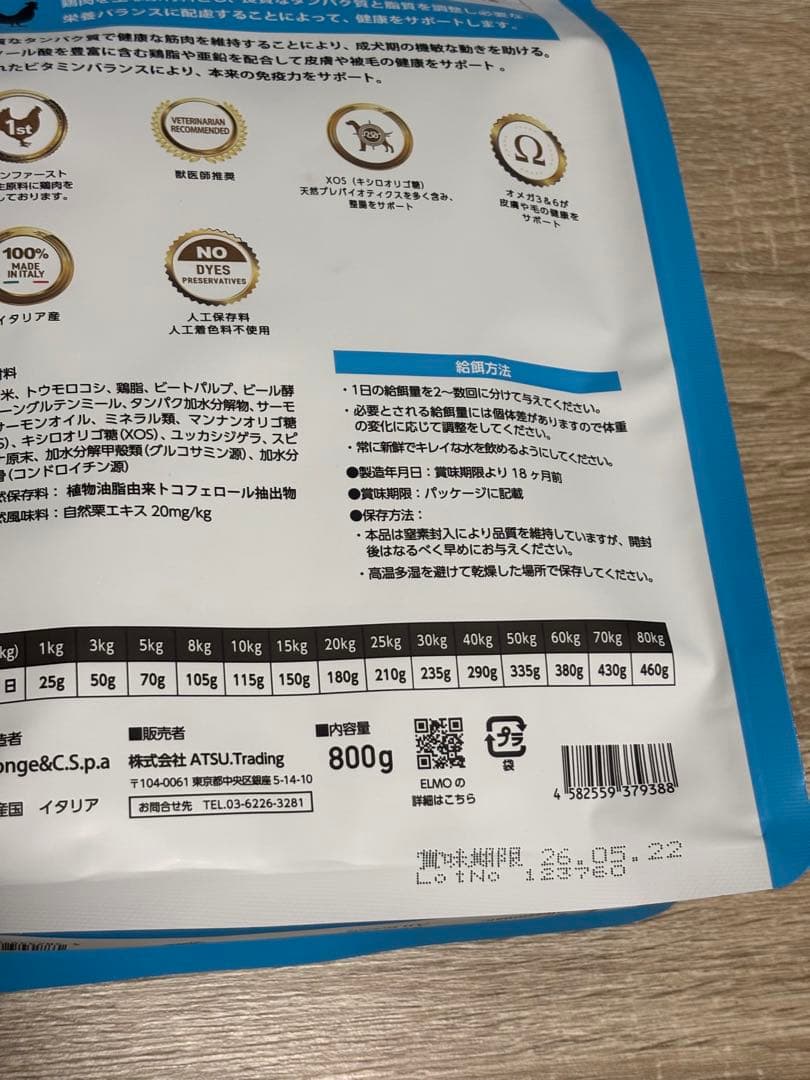 栄養バランスに配慮することによって、健康をサポートします。
なタンパク質で健康な筋肉を維持することにより、成犬期の機敏な動きを助ける。
ール酸を豊富に含む鶏脂や亜鉛を配合して皮膚や被毛の健康をサポート。
れたビタミンバランスにより、本来の免疫力をサポート。
1st
VETERINARIAN
RECOMMENDED
XOS
Ω
ンファースト
主原料に鶏肉を
しております。
獣医師推奨
XOS（キシロオリゴ糖）
天然プレバイオティクスを多く含み、
整腸をサポート
オメガ3&6が
皮膚や毛の健康を
サポート
100%
MADE
IN ITALY
イタリア産
NO
DYES
PRESERVATIVES
人工保存料
人工着色料不使用
材料
米、トウモロコシ、鶏脂、ビートパルプ、ビール酵
ーングルテンミール、タンパク加水分解物、サーモ
サーモンオイル、ミネラル類、マンナンオリゴ糖
S)、キシロオリゴ糖(XOS)、ユッカシジゲラ、スピ
ナ原末、加水分解甲殻類(グルコサミン源)、加水分
骨(コンドロイチン源)
然保存料： 植物油脂由来トコフェロール抽出物
然風味料：自然栗エキス 20mg/kg
給餌方法
・1日の給餌量を2～数回に分けて与えてください。
・必要とされる給餌量には個体差がありますので体重
の変化に応じて調整をしてください。
・常に新鮮でキレイな水を飲めるようにしてください。
●製造年月日：賞味期限より 18ヶ月前
●賞味期限：パッケージに記載
●保存方法：
・本品は窒素封入により品質を維持していますが、開封
後はなるべく早めにお与えください。
・高温多湿を避けて乾燥した場所で保存してください。
kg) 1kg 3kg 5kg 8kg 10kg 15kg 20kg 25kg 30kg 40kg 50kg 60kg 70kg 80kg
日 25g 50g 70g 105g 115g 150g 180g 210g 235g 290g 335g 380g 430g 460g
造者
onge&C.S.p.a
産国 イタリア
■販売者
株式会社 ATSU.Trading
〒104-0061 東京都中央区銀座 5-14-10
お問合せ先 TEL.03-6226-3281
■内容量
800g
ELMO の
詳細はこちら
プラ
袋
4 582559 379388
賞味期限 26.05.22
LotNo 123760